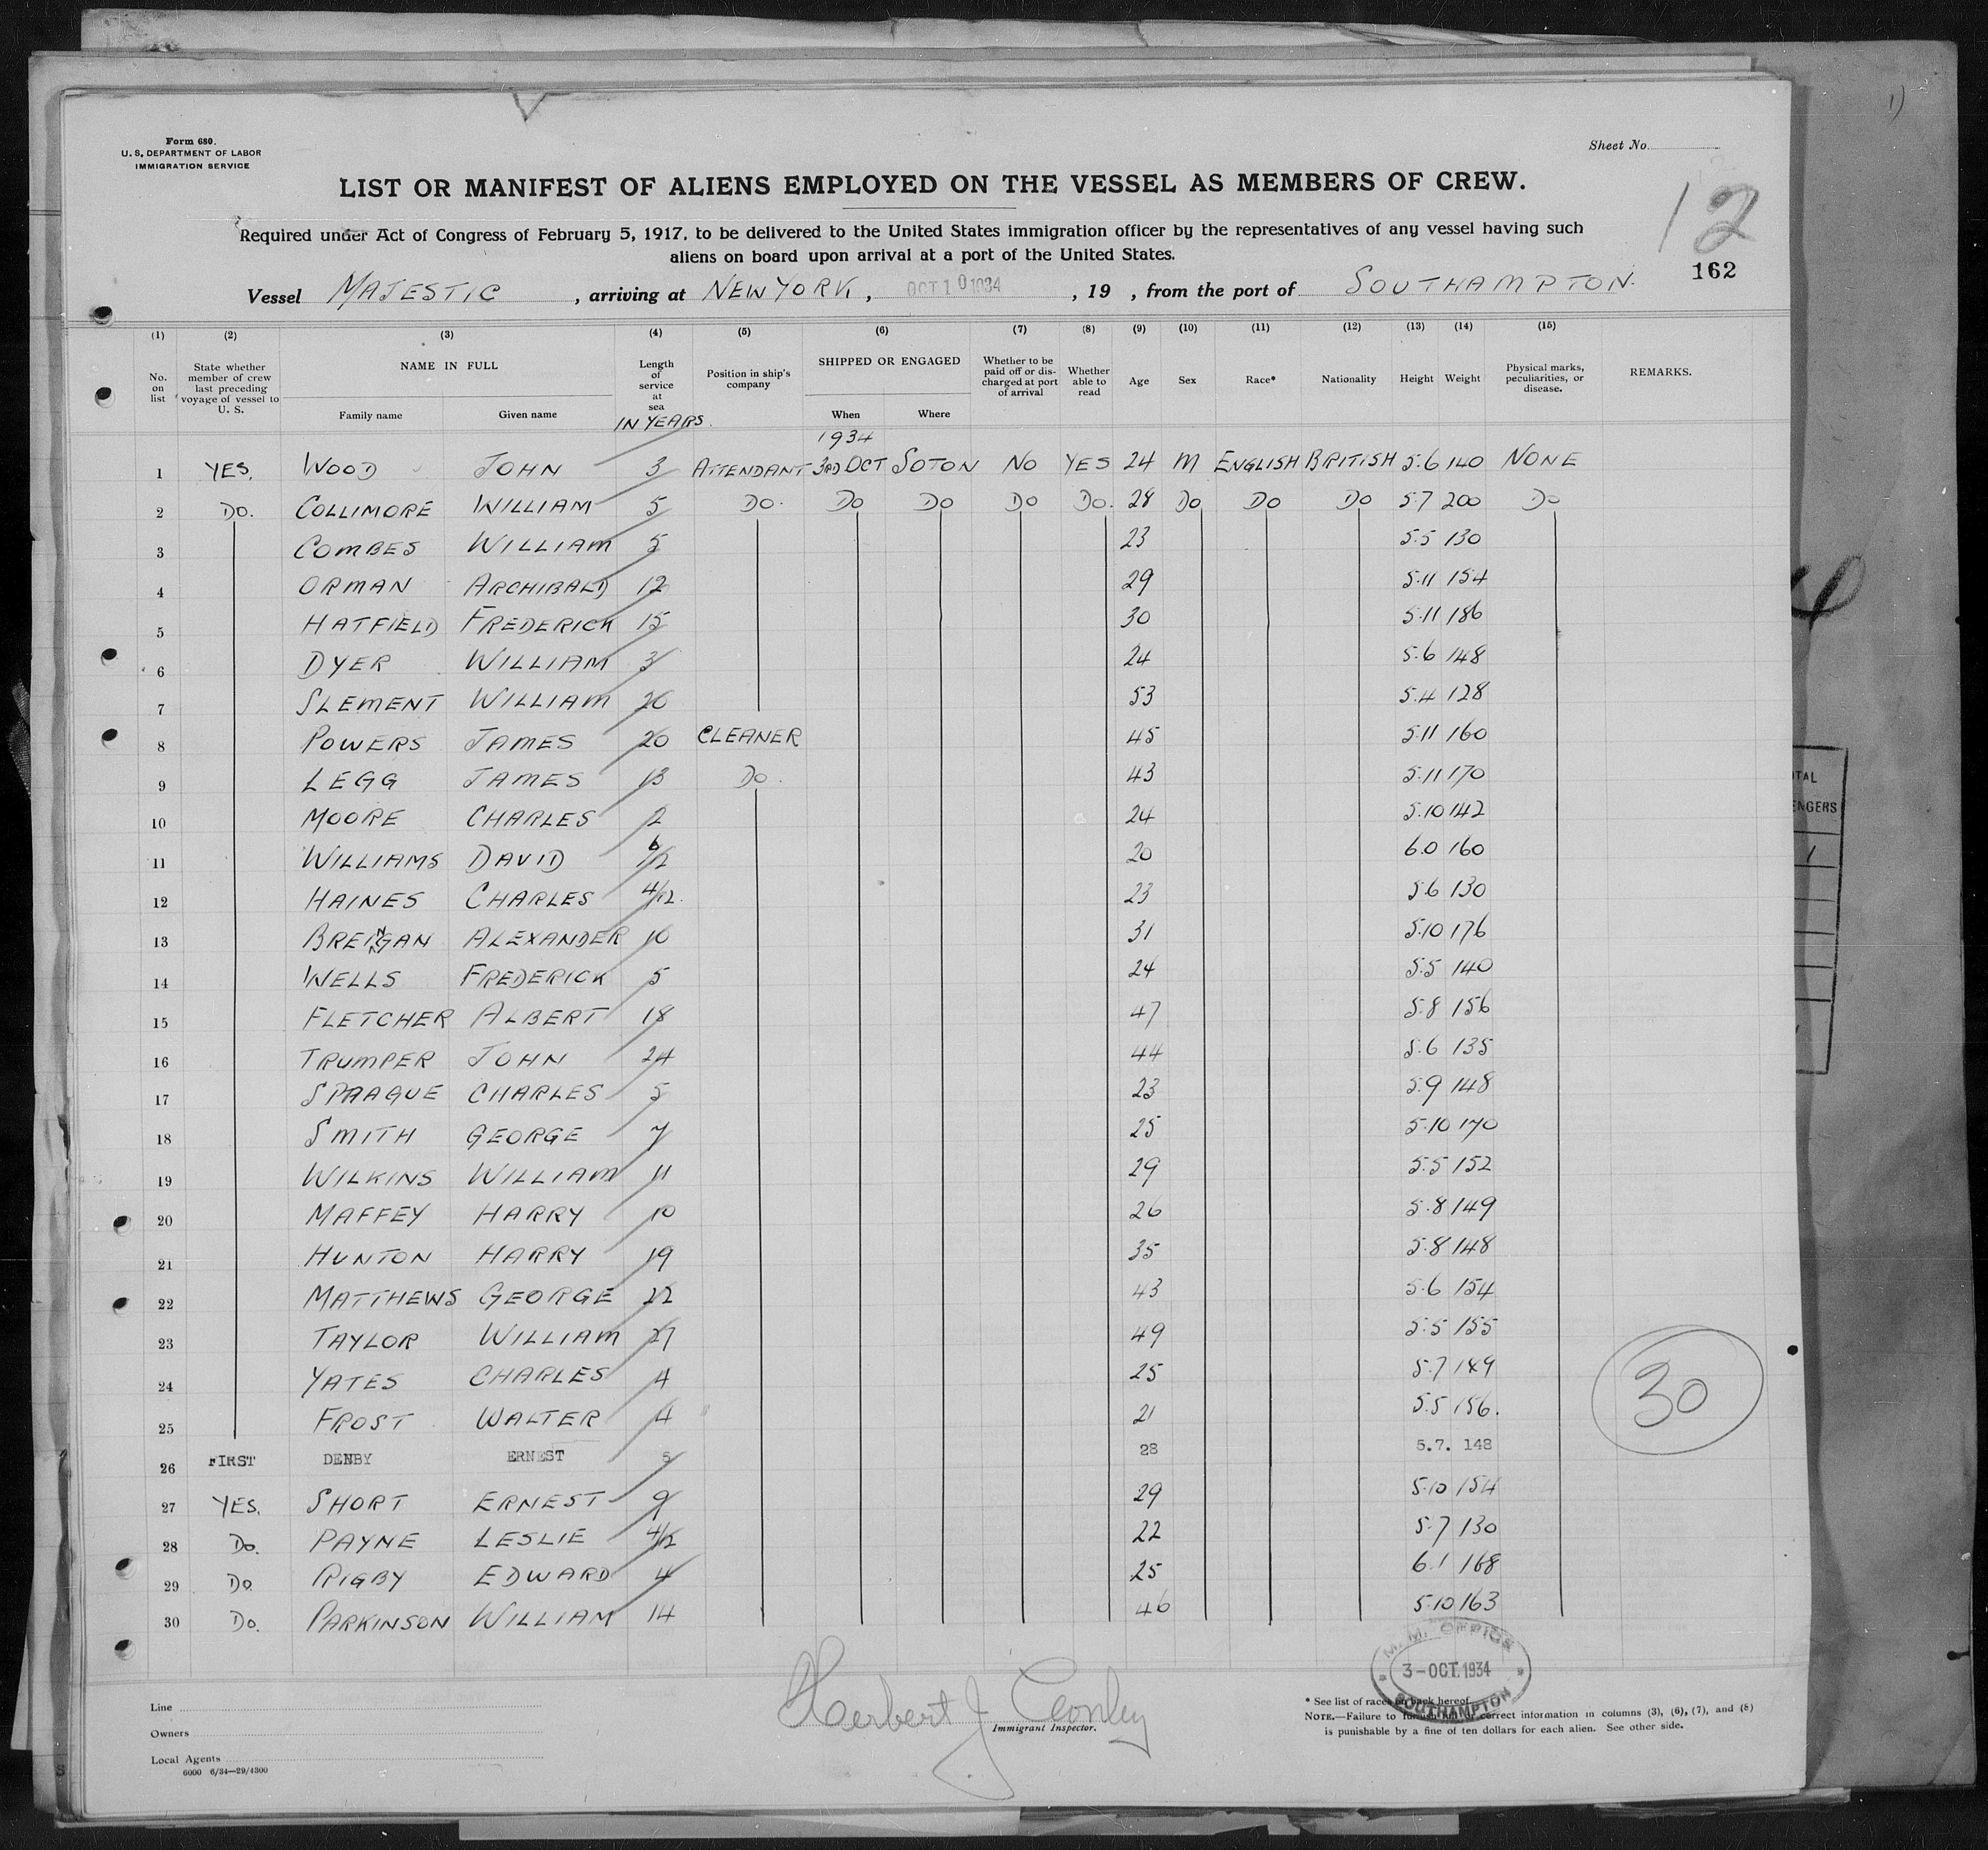 Form 680.
U. S. DEPARTMENT OF LABOR
IMMIGRATION SERVICE
Sheet No.
LIST OR MANIFEST OF ALIENS EMPLOYED ON THE VESSEL AS MEMBERS OF CREW.
12
Required under Act of Congress of February 5, 1917, to be delivered to the United States immigration officer by the representatives of any vessel having such
aliens on board upon arrival at a port of the United States.
162
Vessel MAJESTIC , arriving at NEW YORK, OCT 10 1934 , 19 , from the port of SOUTHAMPTON.
(1) (2) (3) (4) (5) (6) (7) (8) (9) (10) (11) (12) (13) (14) (15)
No. on list
State whether member of crew last preceding voyage of vessel to U. S.
NAME IN FULL
Family name Given name
Length of service at sea
IN YEARS.
Position in ship's company
SHIPPED OR ENGAGED
When Where
Whether to be paid off or discharged at port of arrival
Whether able to read
Age Sex Race* Nationality Height Weight
Physical marks, peculiarities, or disease.
REMARKS.
1934
1 YES. WOOD JOHN 3 ATTENDANT 3RD OCT SOTON NO YES 24 M ENGLISH BRITISH 5.6 140 NONE
2 DO. COLLIMORE WILLIAM 5 DO. DO DO DO DO. 28 DO DO DO 5.7 200 DO
3 COMBES WILLIAM 5 23 5.5 130
4 ORMAN ARCHIBALD 12 29 5.11 154
5 HATFIELD FREDERICK 15 30 5.11 186
6 DYER WILLIAM 3 24 5.6 148
7 SLEMENT WILLIAM 20 53 5.4 128
8 POWERS JAMES 20 CLEANER 45 5.11 160
9 LEGG JAMES 13 DO. 43 5.11 170
10 MOORE CHARLES 2 24 5.10 142
11 WILLIAMS DAVID 6/12 20 6.0 160
12 HAINES CHARLES 4/12. 23 5.6 130
13 ALEXANDER 10 31 5.10 176
14 WELLS FREDERICK 5 24 5.5 140
15 FLETCHER ALBERT 18 47 5.8 156
16 TRUMPER JOHN 24 44 5.6 135
17 SPRAGUE CHARLES 5 23 5.9 148
18 SMITH GEORGE 7 25 5.10 170
19 WILKINS WILLIAM 11 29 5.5 152
20 MAFFEY HARRY 10 26 5.8 149
21 HUNTON HARRY 19 35 5.8 148
22 MATTHEWS GEORGE 22 43 5.6 154
23 TAYLOR WILLIAM 27 49 5.5 155
24 YATES CHARLES 4 25 5.7 149
25 FROST WALTER 4 21 5.5 156.
26 FIRST DENBY ERNEST 5 28 5.7. 148
27 YES. SHORT ERNEST 9 29 5.10 154
28 DO. PAYNE LESLIE 4/12 22 5.7 130
29 DO RIGBY EDWARD 4 25 6.1 168
30 DO. PARKINSON WILLIAM 14 46 5.10 163
30
M. M. OFFICE
3-OCT.1934
SOUTHAMPTON
Line
Owners
Local Agents
6000 6/34—29/4300
Herbert J Conley
Immigrant Inspector.
* See list of races on back hereof.
NOTE.—Failure to furnish full or correct information in columns (3), (6), (7), and (8)
is punishable by a fine of ten dollars for each alien. See other side.